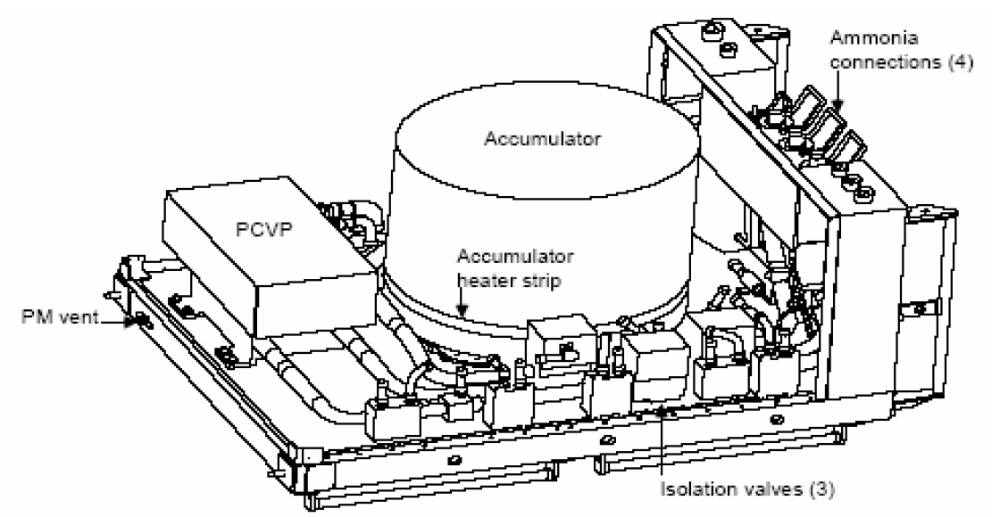 Ammonia
connections (4)
Accumulator
PCVP
Accumulator
heater strip
PM vent
Isolation valves (3)